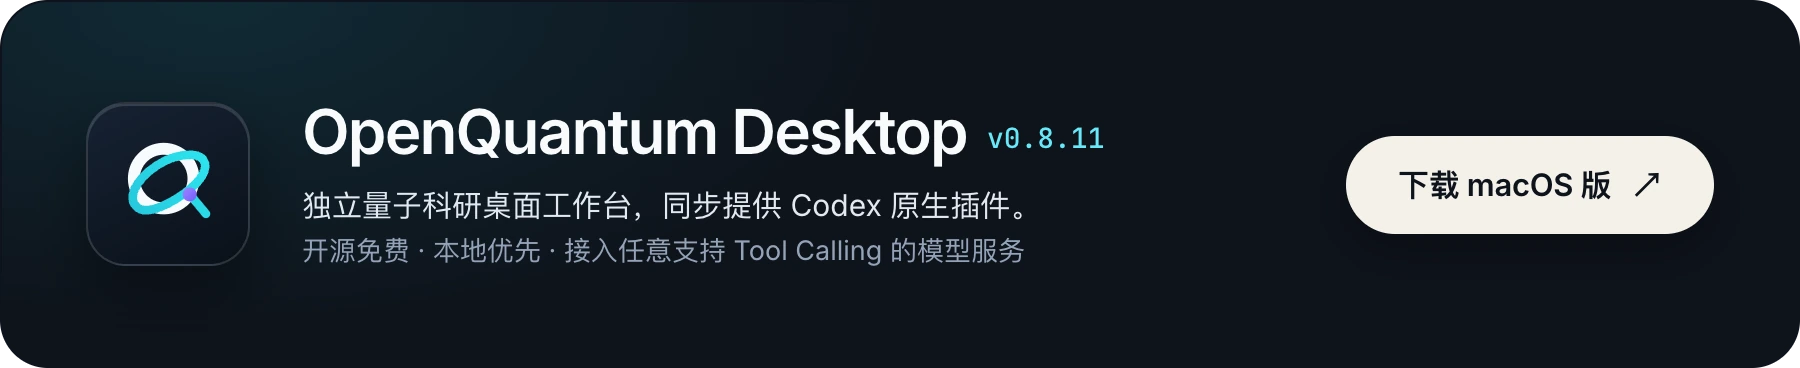 OpenQuantum Desktop v0.8.11
独立量子科研桌面工作台，同步提供 Codex 原生插件。
开源免费 · 本地优先 · 接入任意支持 Tool Calling 的模型服务
下载 macOS 版 ↗